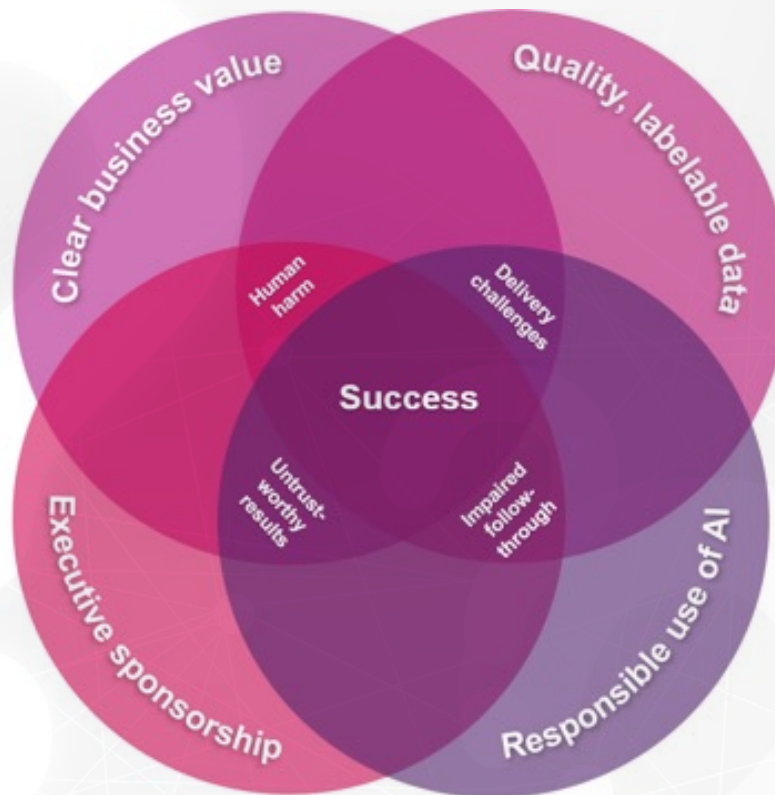 Clear business value
Quality, labelable data
Human
harm
Delivery
challenges
Success
Untrust-
worthy
results
Impaired
follow-
through
Executive sponsorship
Responsible use of AI